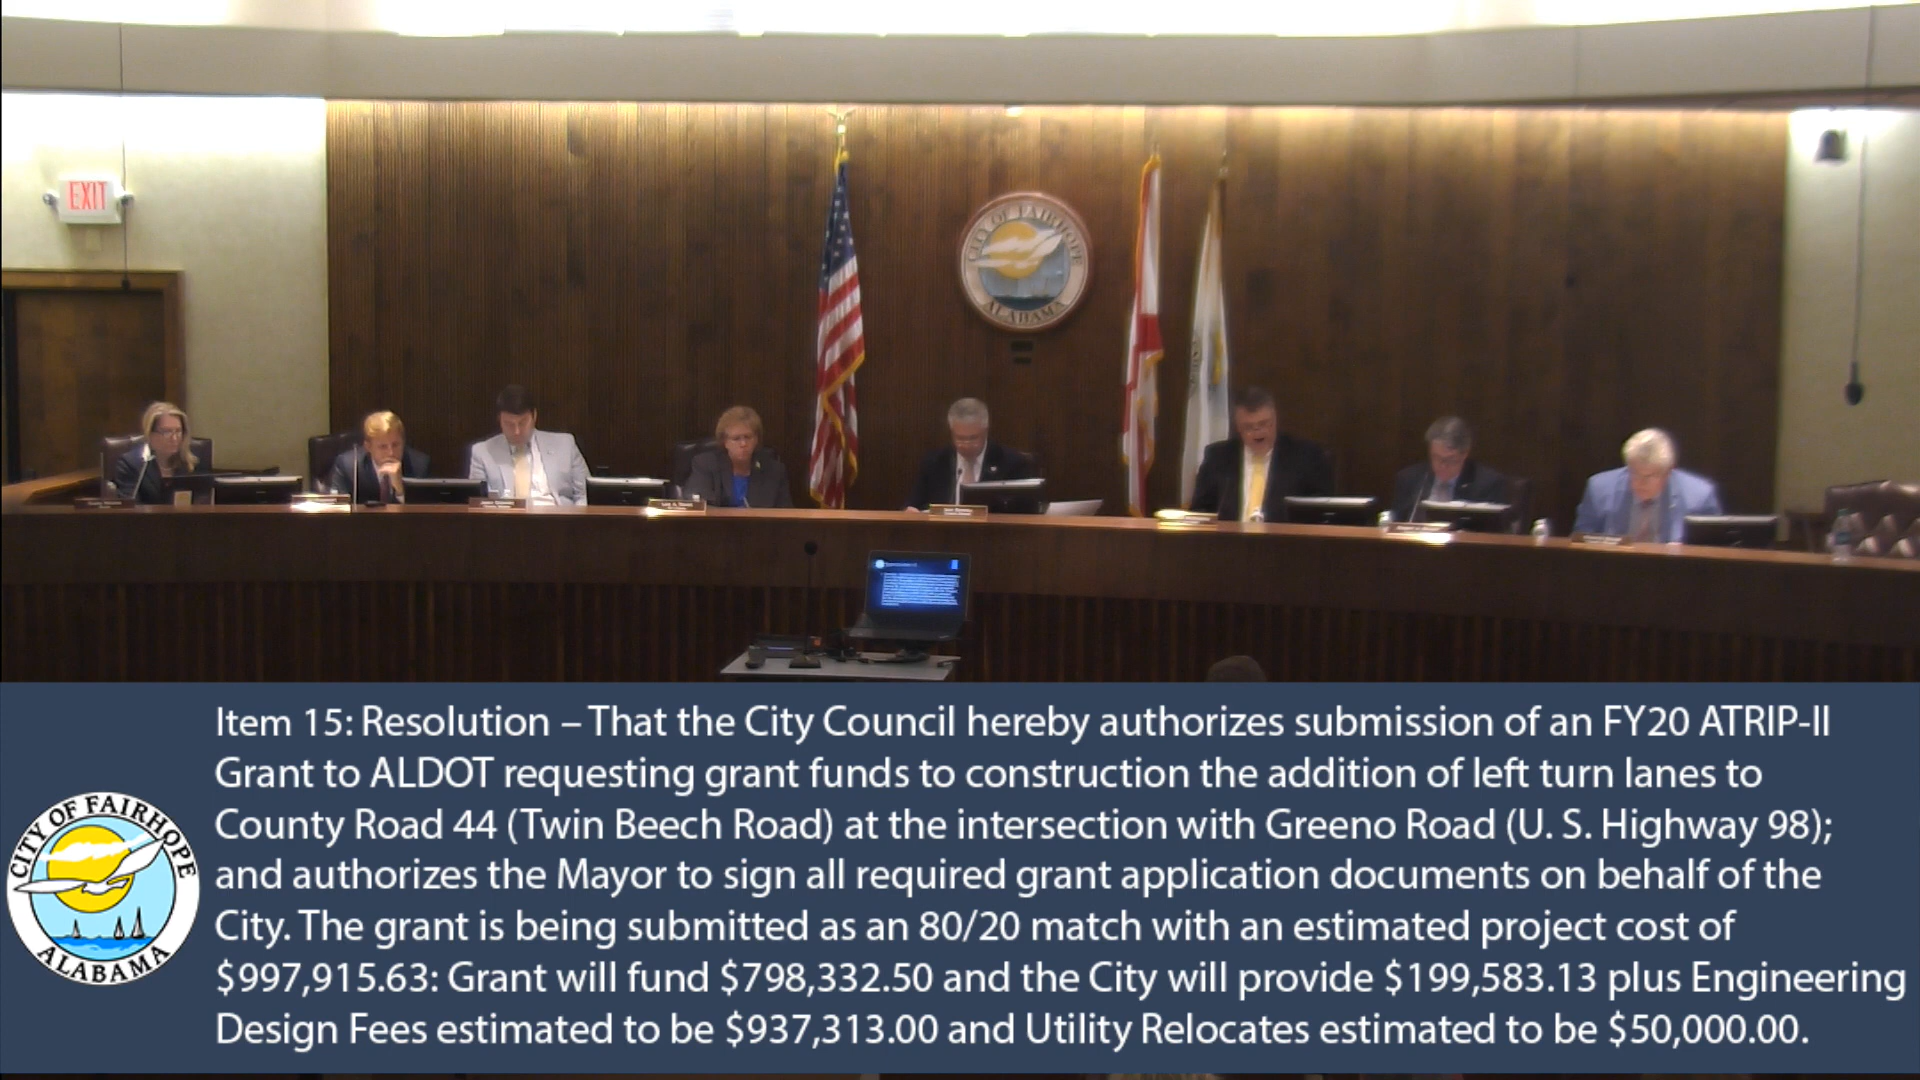 EXIT
CITY OF FAIRHOPE
ALABAMA
Item 15: Resolution – That the City Council hereby authorizes submission of an FY20 ATRIP-II
Grant to ALDOT requesting grant funds to construction the addition of left turn lanes to
County Road 44 (Twin Beech Road) at the intersection with Greeno Road (U. S. Highway 98);
and authorizes the Mayor to sign all required grant application documents on behalf of the
City. The grant is being submitted as an 80/20 match with an estimated project cost of
$997,915.63: Grant will fund $798,332.50 and the City will provide $199,583.13 plus Engineering
Design Fees estimated to be $937,313.00 and Utility Relocates estimated to be $50,000.00.
CITY OF FAIRHOPE
ALABAMA